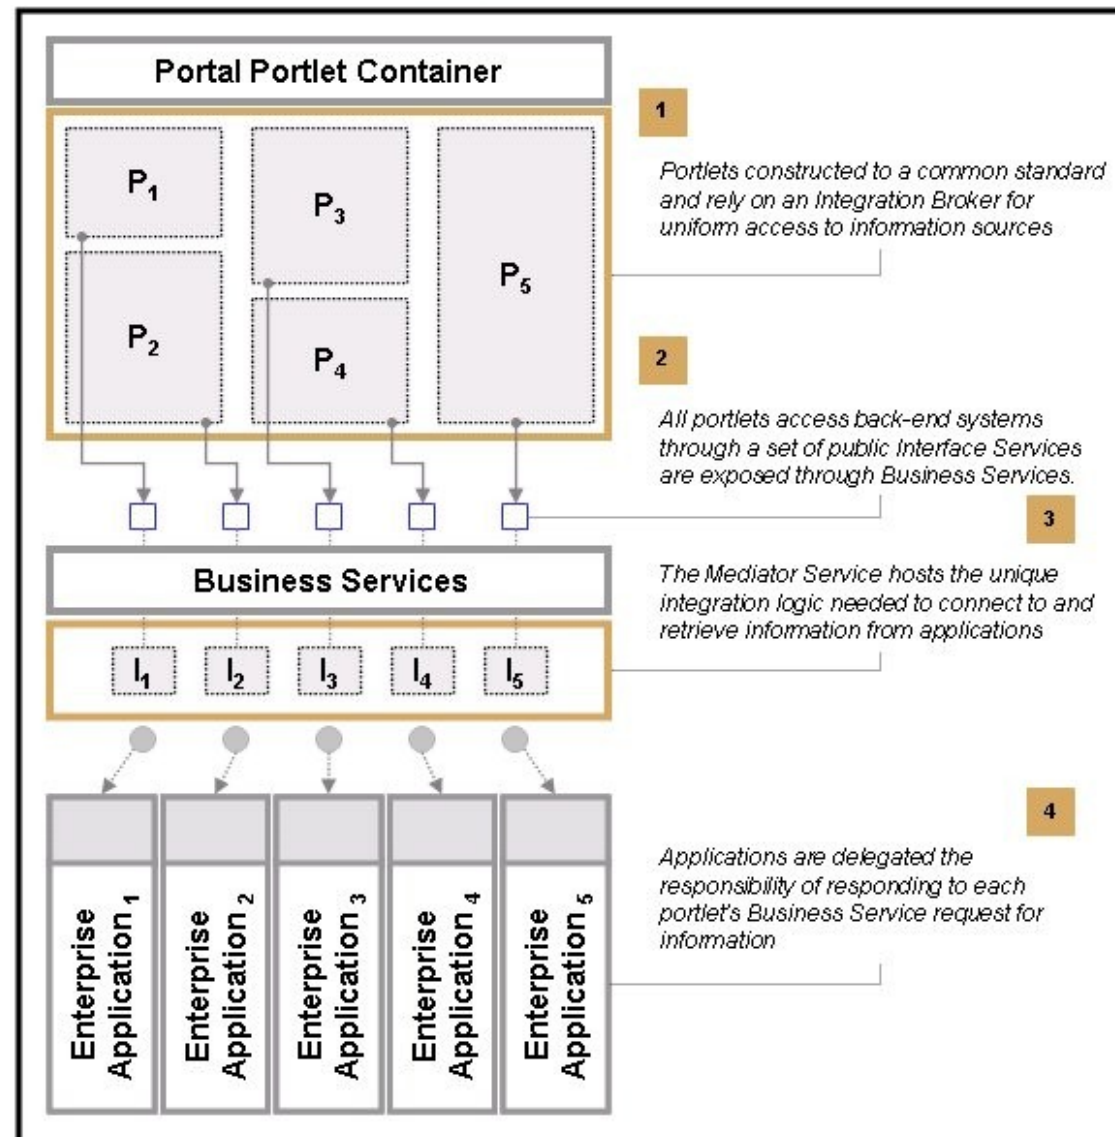 Portal Portlet Container
1
P1
P3
P5
P2
P4
Portlets constructed to a common standard
and rely on an Integration Broker for
uniform access to information sources
2
All portlets access back-end systems
through a set of public Interface Services
are exposed through Business Services.
3
Business Services
The Mediator Service hosts the unique
integration logic needed to connect to and
retrieve information from applications
I1
I2
I3
I4
I5
4
Applications are delegated the
responsibility of responding to each
portlet's Business Service request for
information
Enterprise
Application 1
Enterprise
Application 2
Enterprise
Application 3
Enterprise
Application 4
Enterprise
Application 5